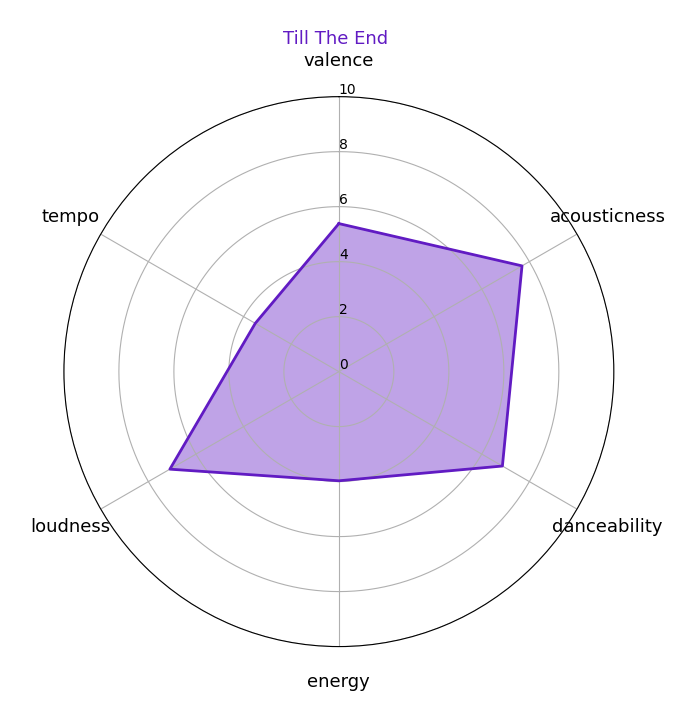 Till The End
valence
10
8
6
4
2
0
tempo
acousticness
loudness
danceability
energy